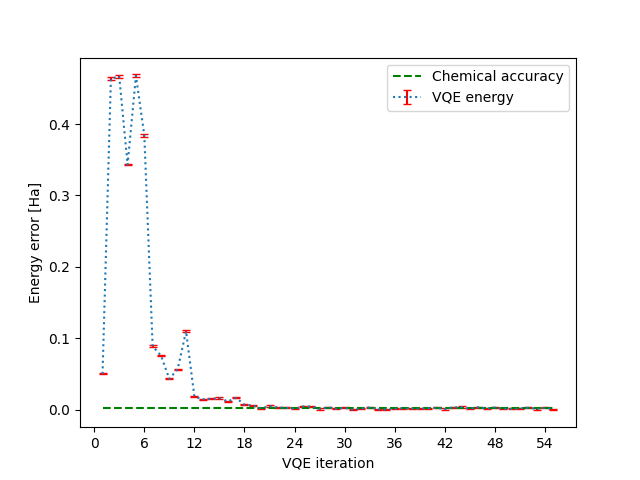 Chemical accuracy
VQE energy
Energy error [Ha]
0.4
0.3
0.2
0.1
0.0
0 6 12 18 24 30 36 42 48 54
VQE iteration